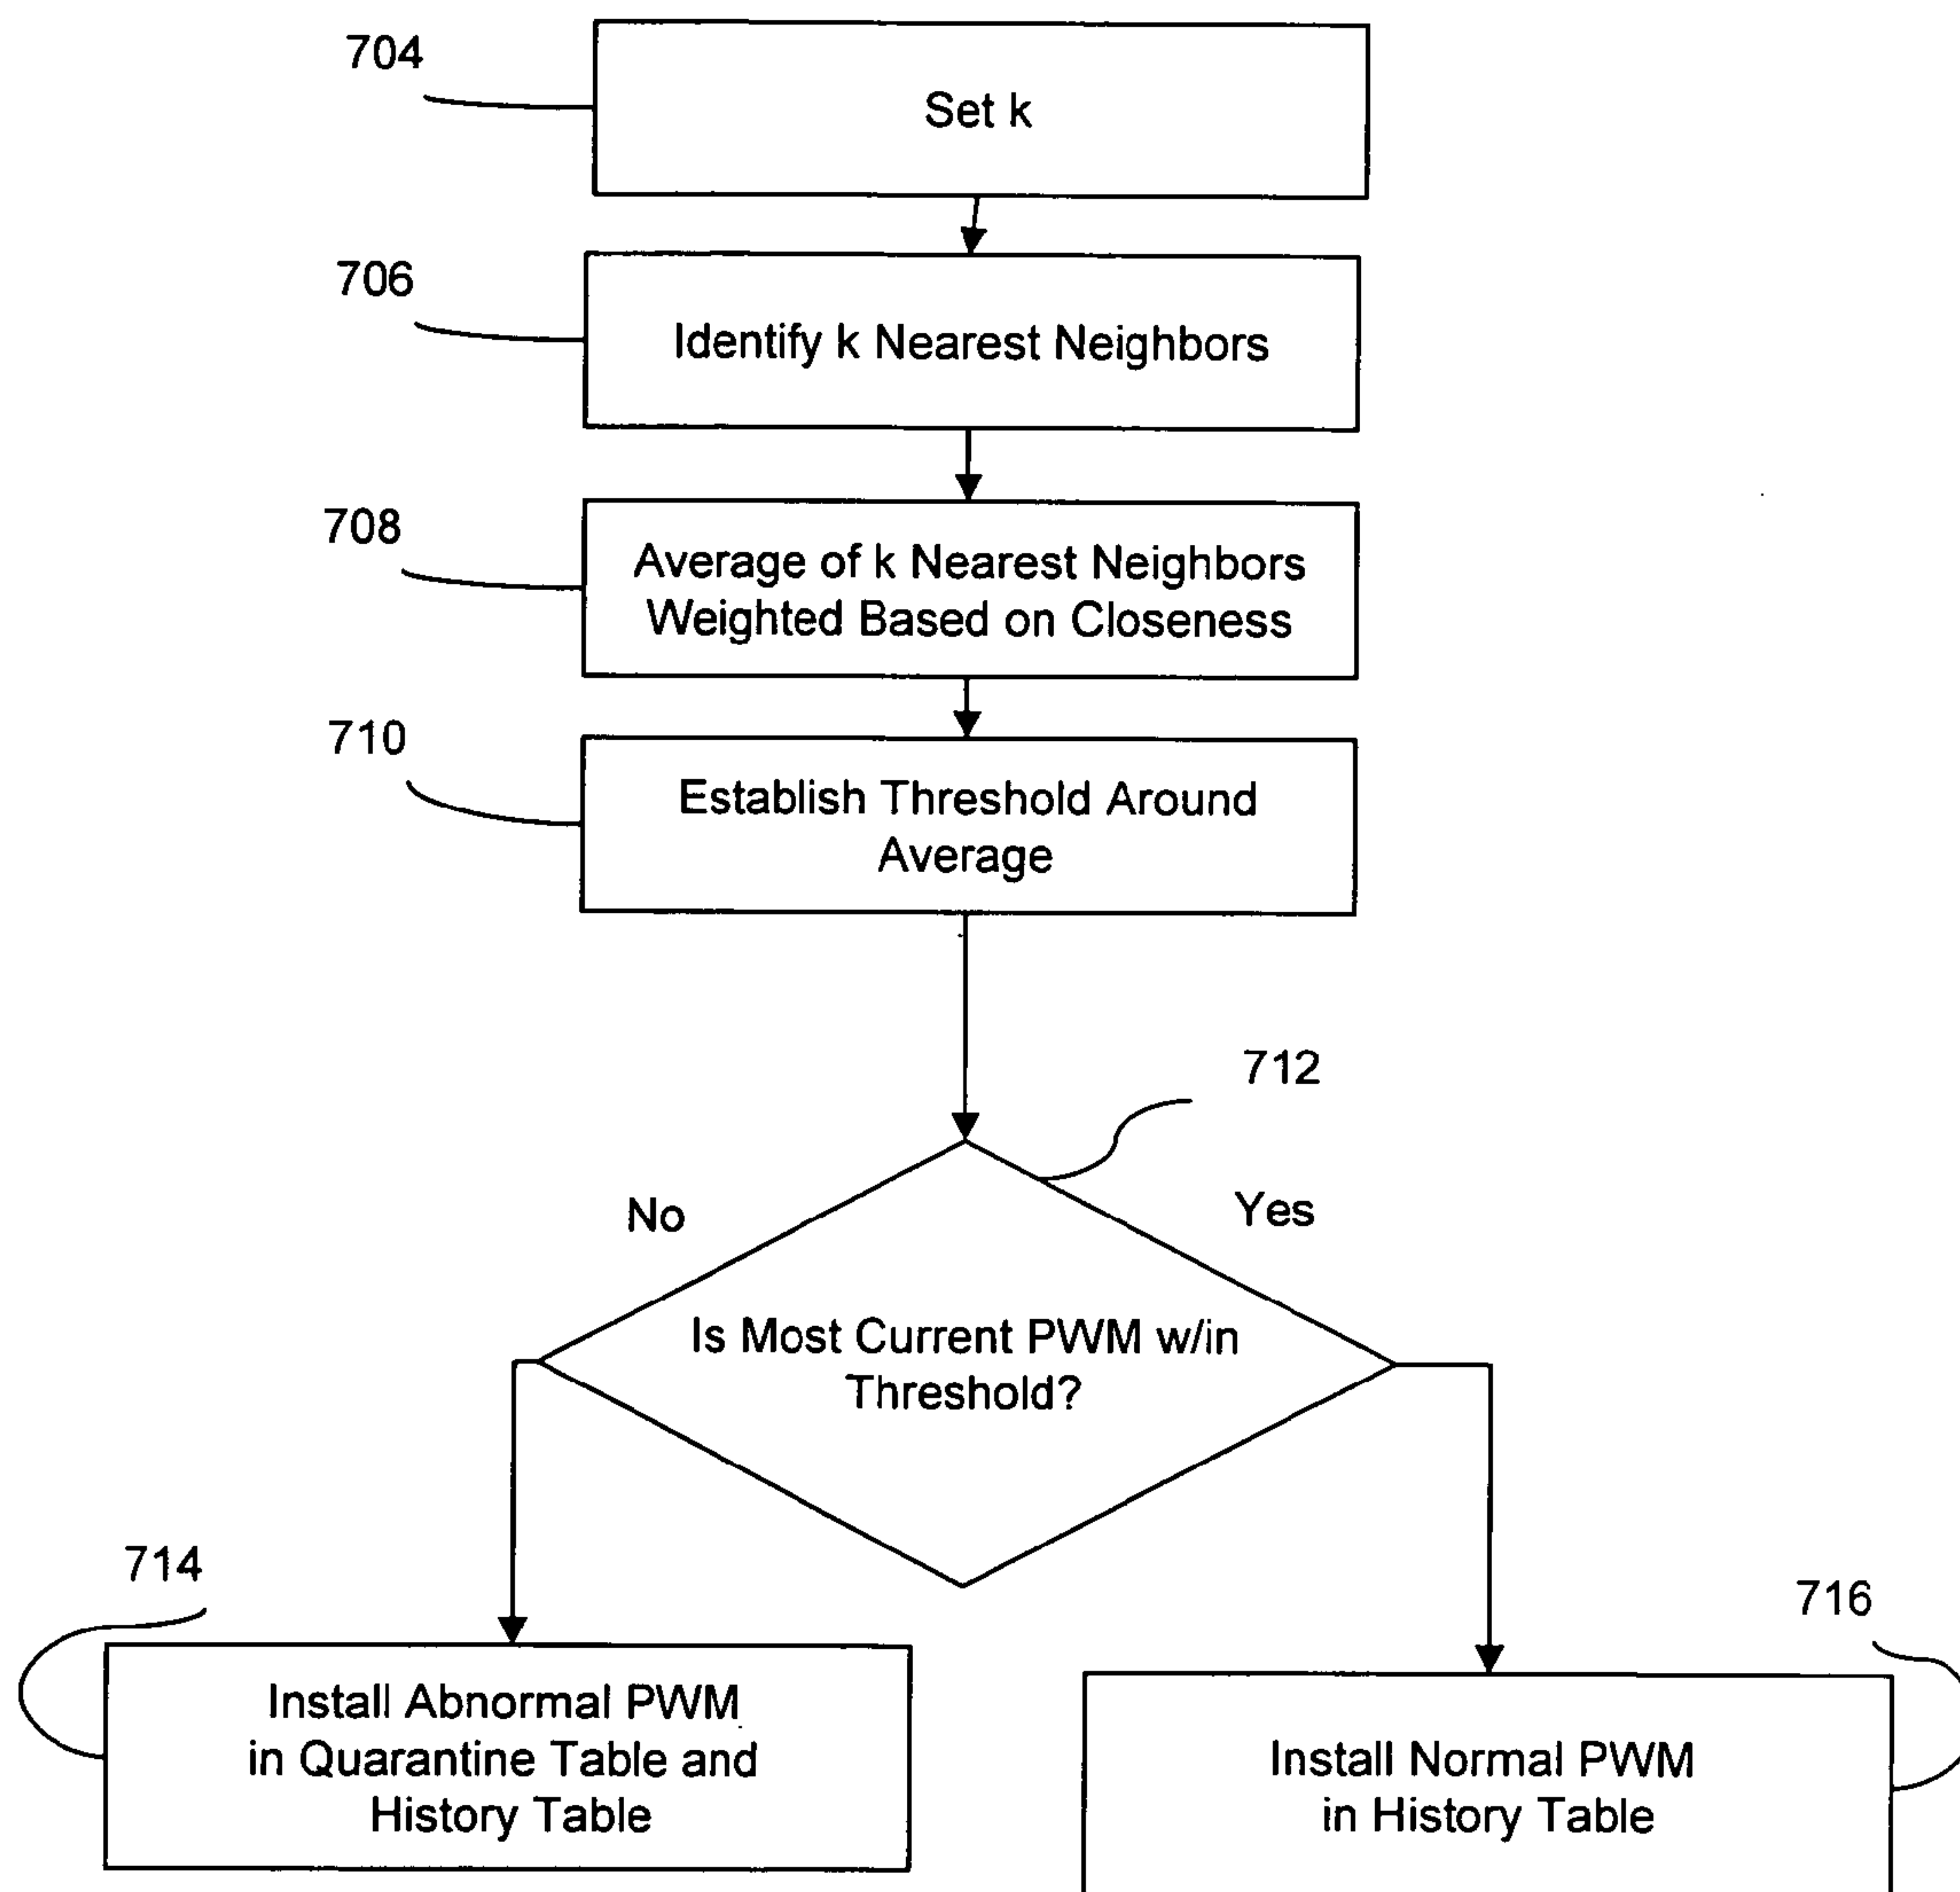 704
Set k
706
Identify k Nearest Neighbors
708
Average of k Nearest Neighbors
Weighted Based on Closeness
710
Establish Threshold Around
Average
712
No
Yes
Is Most Current PWM w/in
Threshold?
714
Install Abnormal PWM
in Quarantine Table and
History Table
716
Install Normal PWM
in History Table